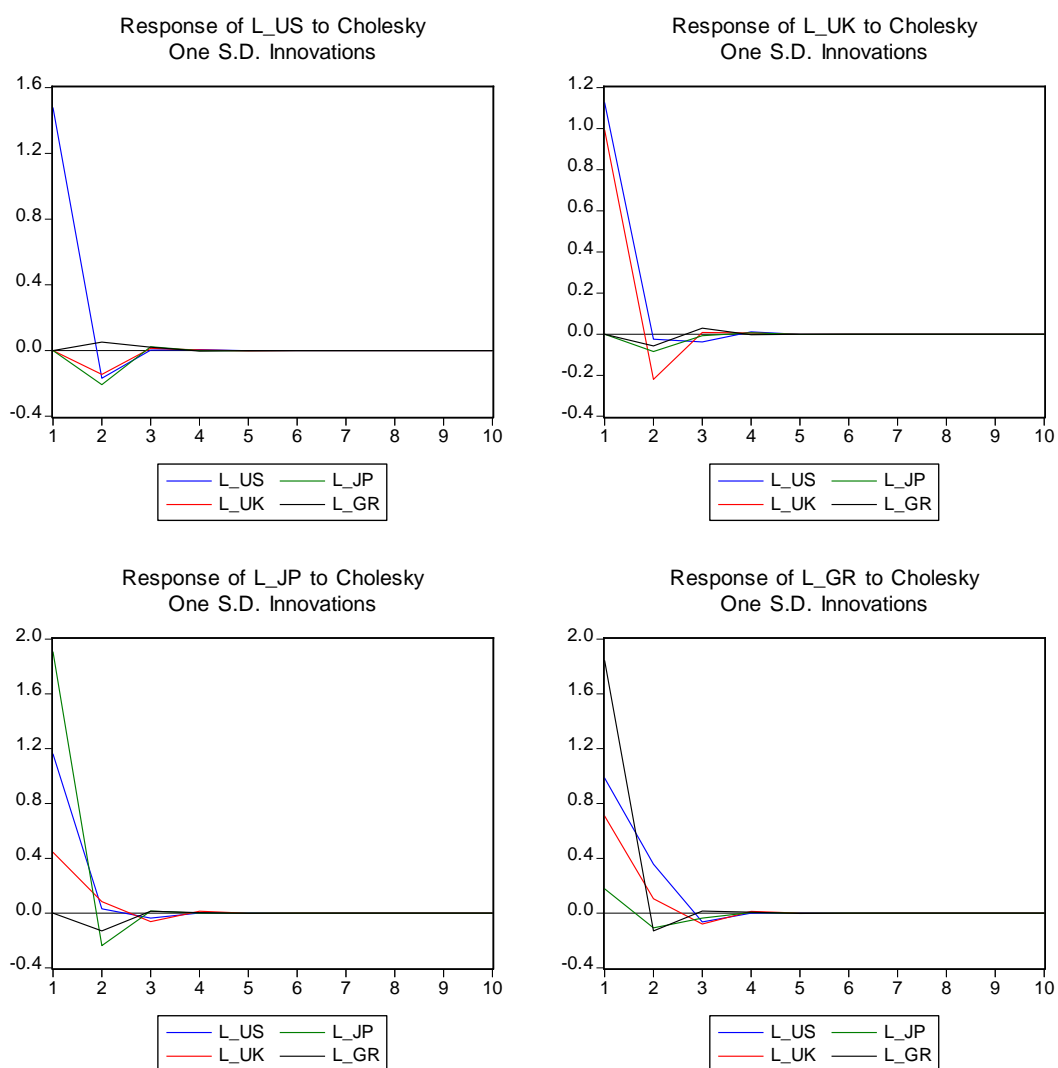 Response of L_US to Cholesky
One S.D. Innovations
1.6
1.2
0.8
0.4
0.0
-0.4
1 2 3 4 5 6 7 8 9 10
L_US L_JP
L_UK L_GR
Response of L_UK to Cholesky
One S.D. Innovations
1.2
1.0
0.8
0.6
0.4
0.2
0.0
-0.2
-0.4
1 2 3 4 5 6 7 8 9 10
L_US L_JP
L_UK L_GR
Response of L_JP to Cholesky
One S.D. Innovations
2.0
1.6
1.2
0.8
0.4
0.0
-0.4
1 2 3 4 5 6 7 8 9 10
L_US L_JP
L_UK L_GR
Response of L_GR to Cholesky
One S.D. Innovations
2.0
1.6
1.2
0.8
0.4
0.0
-0.4
1 2 3 4 5 6 7 8 9 10
L_US L_JP
L_UK L_GR